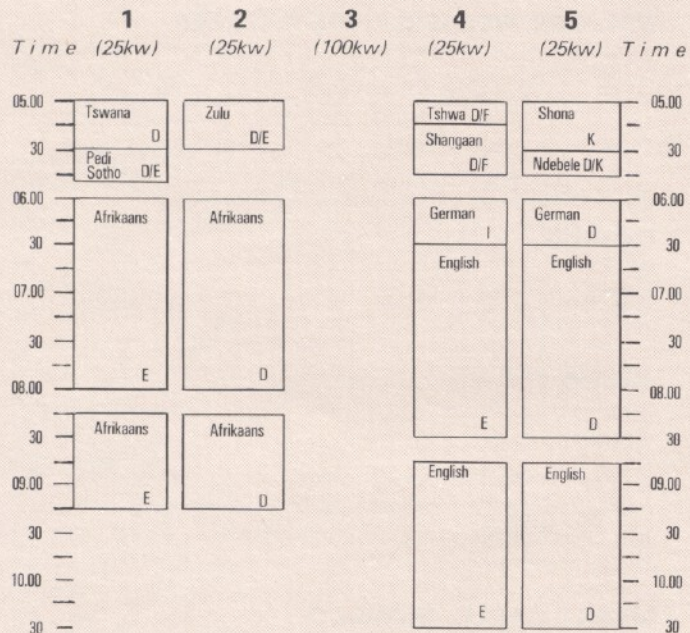 1 2 3 4 5
Time (25kw) (25kw) (100kw) (25kw) (25kw) Time
05.00 Tswana Zulu Tshwa D/F Shona 05.00
D D/E Shangaan K
30 Pedi D/F Ndebele D/K 30
Sotho D/E
06.00 Afrikaans Afrikaans German German 06.00
I D
30 English English 30
07.00 07.00
30 30
E D
08.00 08.00
Afrikaans Afrikaans E D
30 30
English English
09.00 E D 09.00
30 30
10.00 10.00
E D
30 30